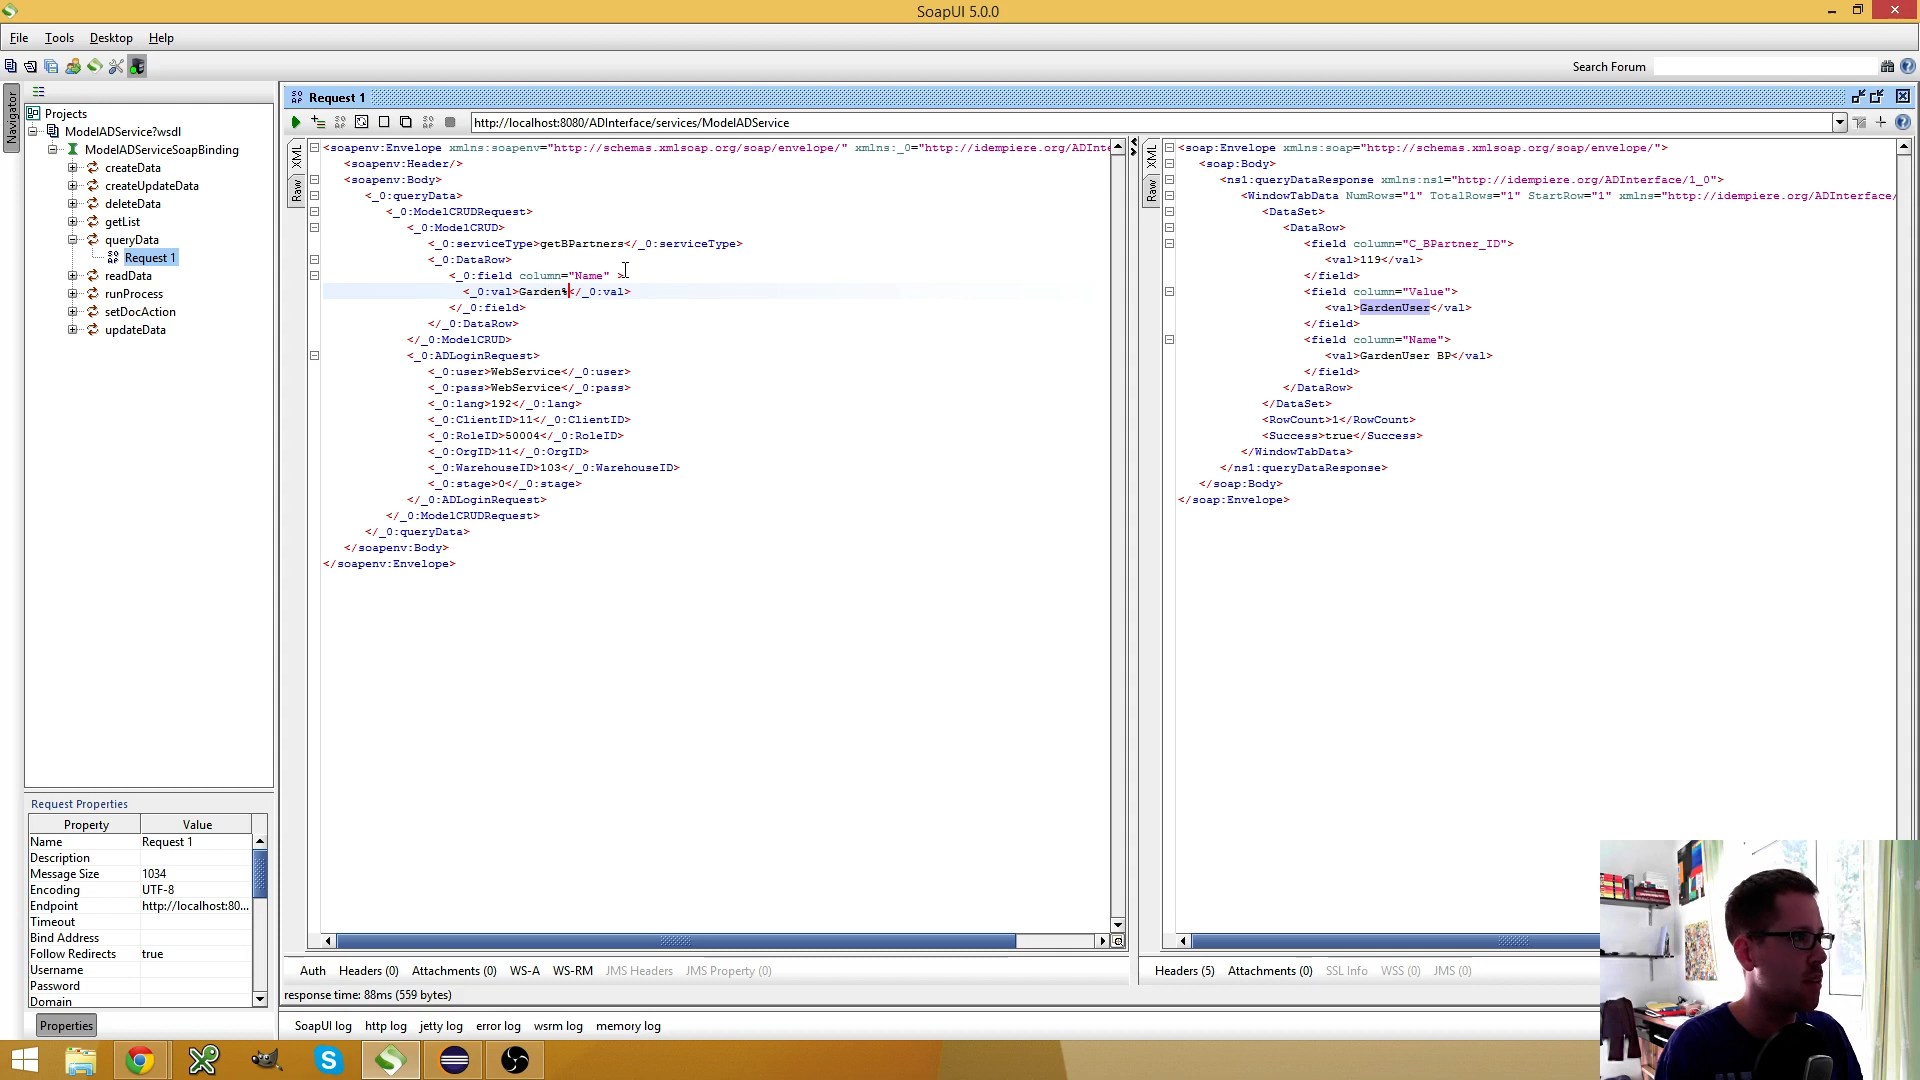 SoapUI 5.0.0
File Tools Desktop Help
Search Forum
Navigator
Projects
ModelADService?wsdl
ModelADServiceSoapBinding
createData
createUpdateData
deleteData
getList
queryData
Request 1
readData
runProcess
setDocAction
updateData
Request Properties
Property Value
Name Request 1
Description
Message Size 1034
Encoding UTF-8
Endpoint http://localhost:80...
Timeout
Bind Address
Follow Redirects true
Username
Password
Domain
Properties
Request 1
http://localhost:8080/ADInterface/services/ModelADService
XML
Raw
<soapenv:Envelope xmlns:soapenv="http://schemas.xmlsoap.org/soap/envelope/" xmlns:_0="http://idempiere.org/ADInte
<soapenv:Header/>
<soapenv:Body>
<_0:queryData>
<_0:ModelCRUDRequest>
<_0:ModelCRUD>
<_0:serviceType>getBPartners</_0:serviceType>
<_0:DataRow>
<_0:field column="Name" >
<_0:val>Garden%</_0:val>
</_0:field>
</_0:DataRow>
</_0:ModelCRUD>
<_0:ADLoginRequest>
<_0:user>WebService</_0:user>
<_0:pass>WebService</_0:pass>
<_0:lang>192</_0:lang>
<_0:ClientID>11</_0:ClientID>
<_0:RoleID>50004</_0:RoleID>
<_0:OrgID>11</_0:OrgID>
<_0:WarehouseID>103</_0:WarehouseID>
<_0:stage>0</_0:stage>
</_0:ADLoginRequest>
</_0:ModelCRUDRequest>
</_0:queryData>
</soapenv:Body>
</soapenv:Envelope>
Auth Headers (0) Attachments (0) WS-A WS-RM JMS Headers JMS Property (0)
response time: 88ms (559 bytes)
XML
Raw
<soap:Envelope xmlns:soap="http://schemas.xmlsoap.org/soap/envelope/">
<soap:Body>
<ns1:queryDataResponse xmlns:ns1="http://idempiere.org/ADInterface/1_0">
<WindowTabData NumRows="1" TotalRows="1" StartRow="1" xmlns="http://idempiere.org/ADInterface/
<DataSet>
<DataRow>
<field column="C_BPartner_ID">
<val>119</val>
</field>
<field column="Value">
<val>GardenUser</val>
</field>
<field column="Name">
<val>GardenUser BP</val>
</field>
</DataRow>
</DataSet>
<RowCount>1</RowCount>
<Success>true</Success>
</WindowTabData>
</ns1:queryDataResponse>
</soap:Body>
</soap:Envelope>
Headers (5) Attachments (0) SSL Info WSS (0) JMS (0)
SoapUI log http log jetty log error log wsrm log memory log